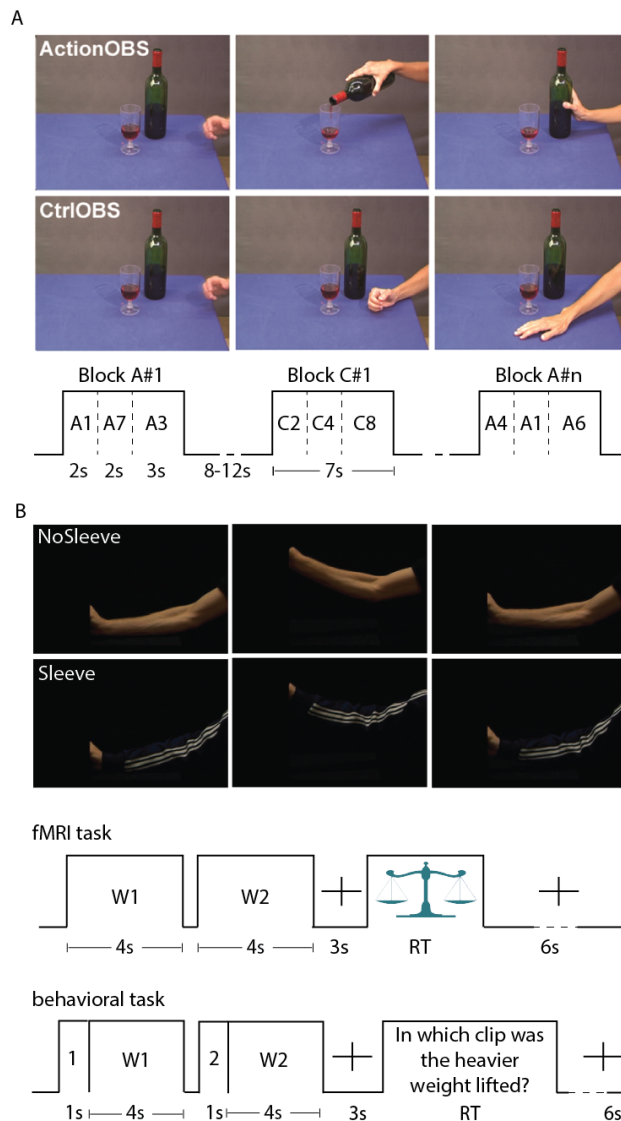 A
ActionOBS
CtrlOBS
Block A#1 Block C#1 Block A#n
A1 A7 A3 C2 C4 C8 A4 A1 A6
2s 2s 3s 8-12s 7s
B
NoSleeve
Sleeve
fMRI task
W1 W2
4s 4s 3s RT 6s
behavioral task
1 W1 2 W2 In which clip was
the heavier
weight lifted?
1s 4s 1s 4s 3s RT 6s